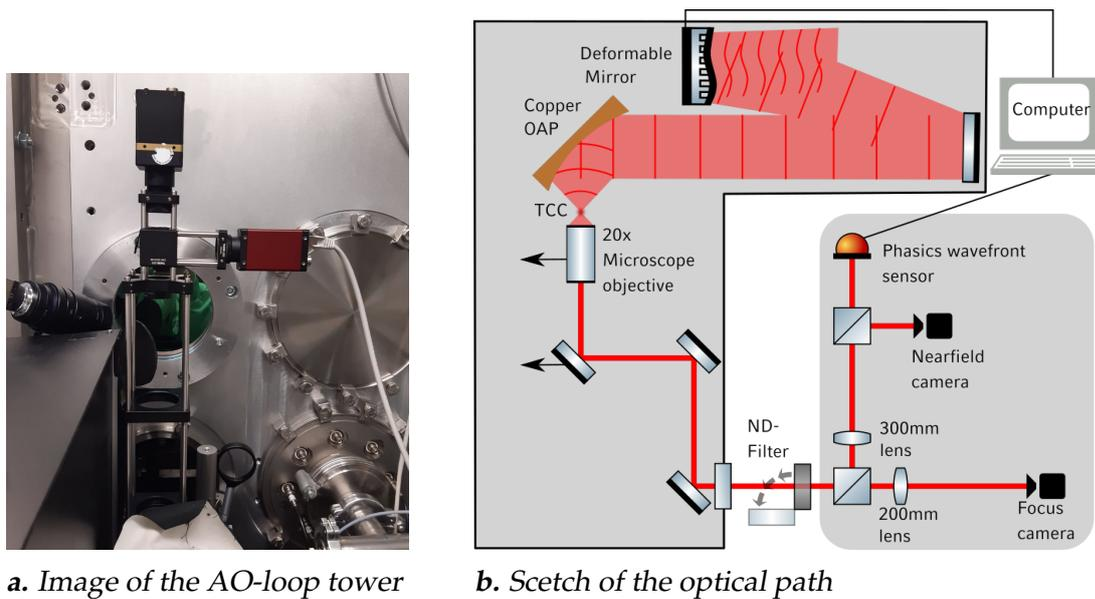 Deformable
Mirror
Copper
OAP
Computer
TCC
20x
Microscope
objective
Phasics wavefront
sensor
Nearfield
camera
ND-
Filter
300mm
lens
200mm
lens
Focus
camera
a. Image of the AO-loop tower
b. Scetch of the optical path